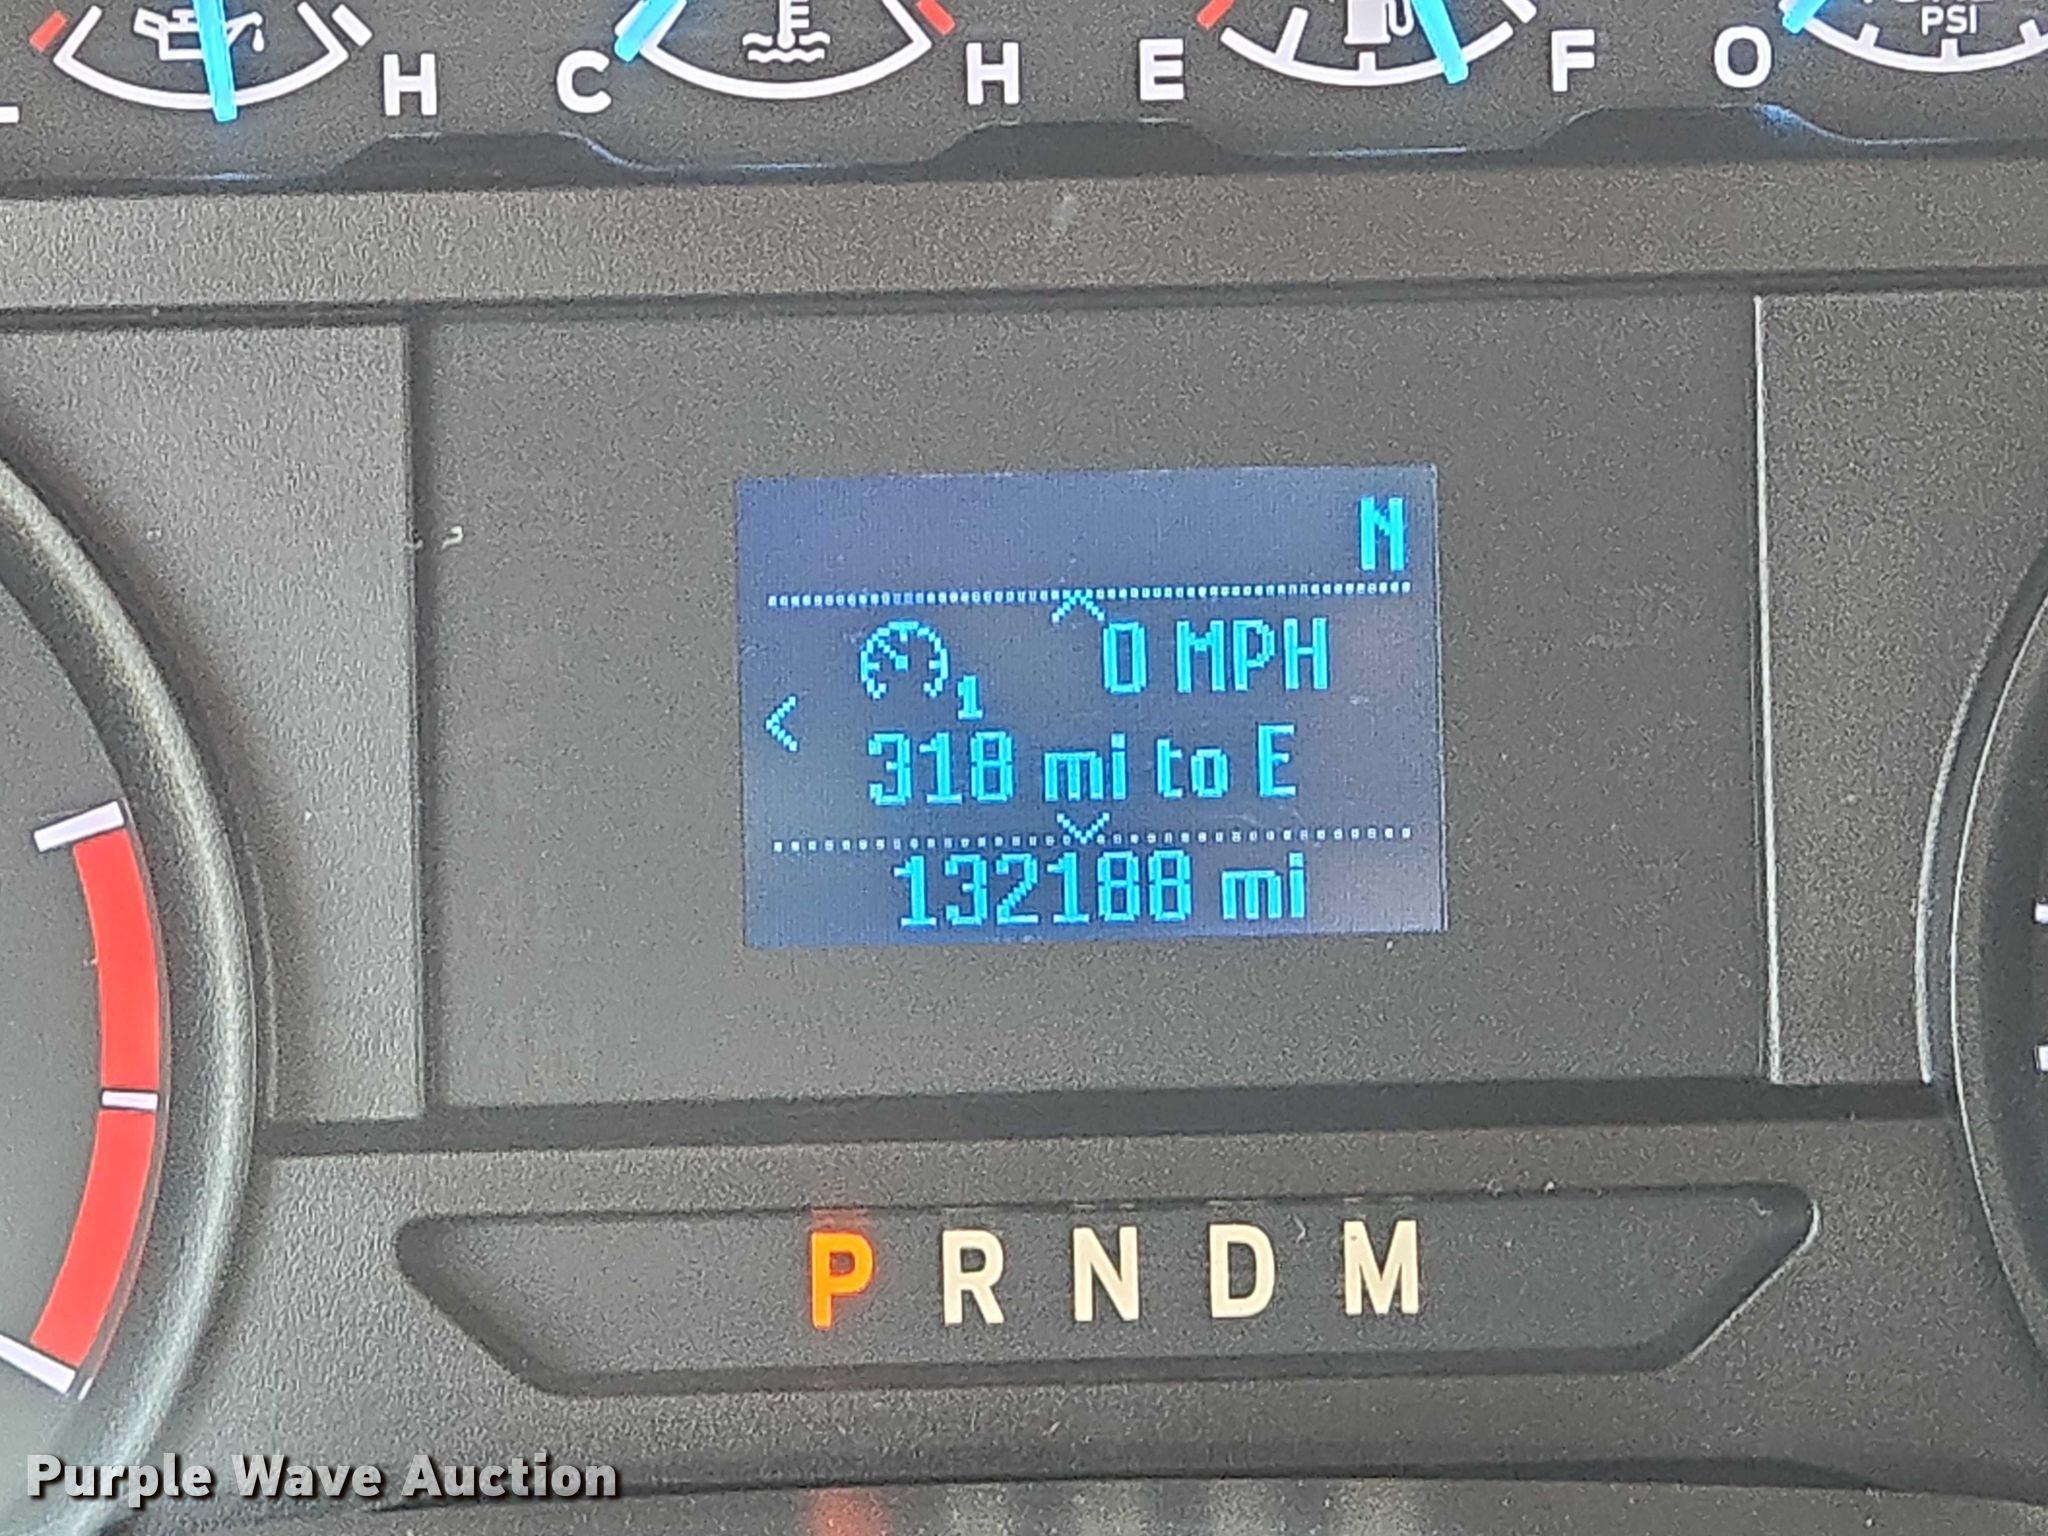 H C H E F O PSI
N
0 MPH
1
318 mi to E
132188 mi
P R N D M
Purple Wave Auction